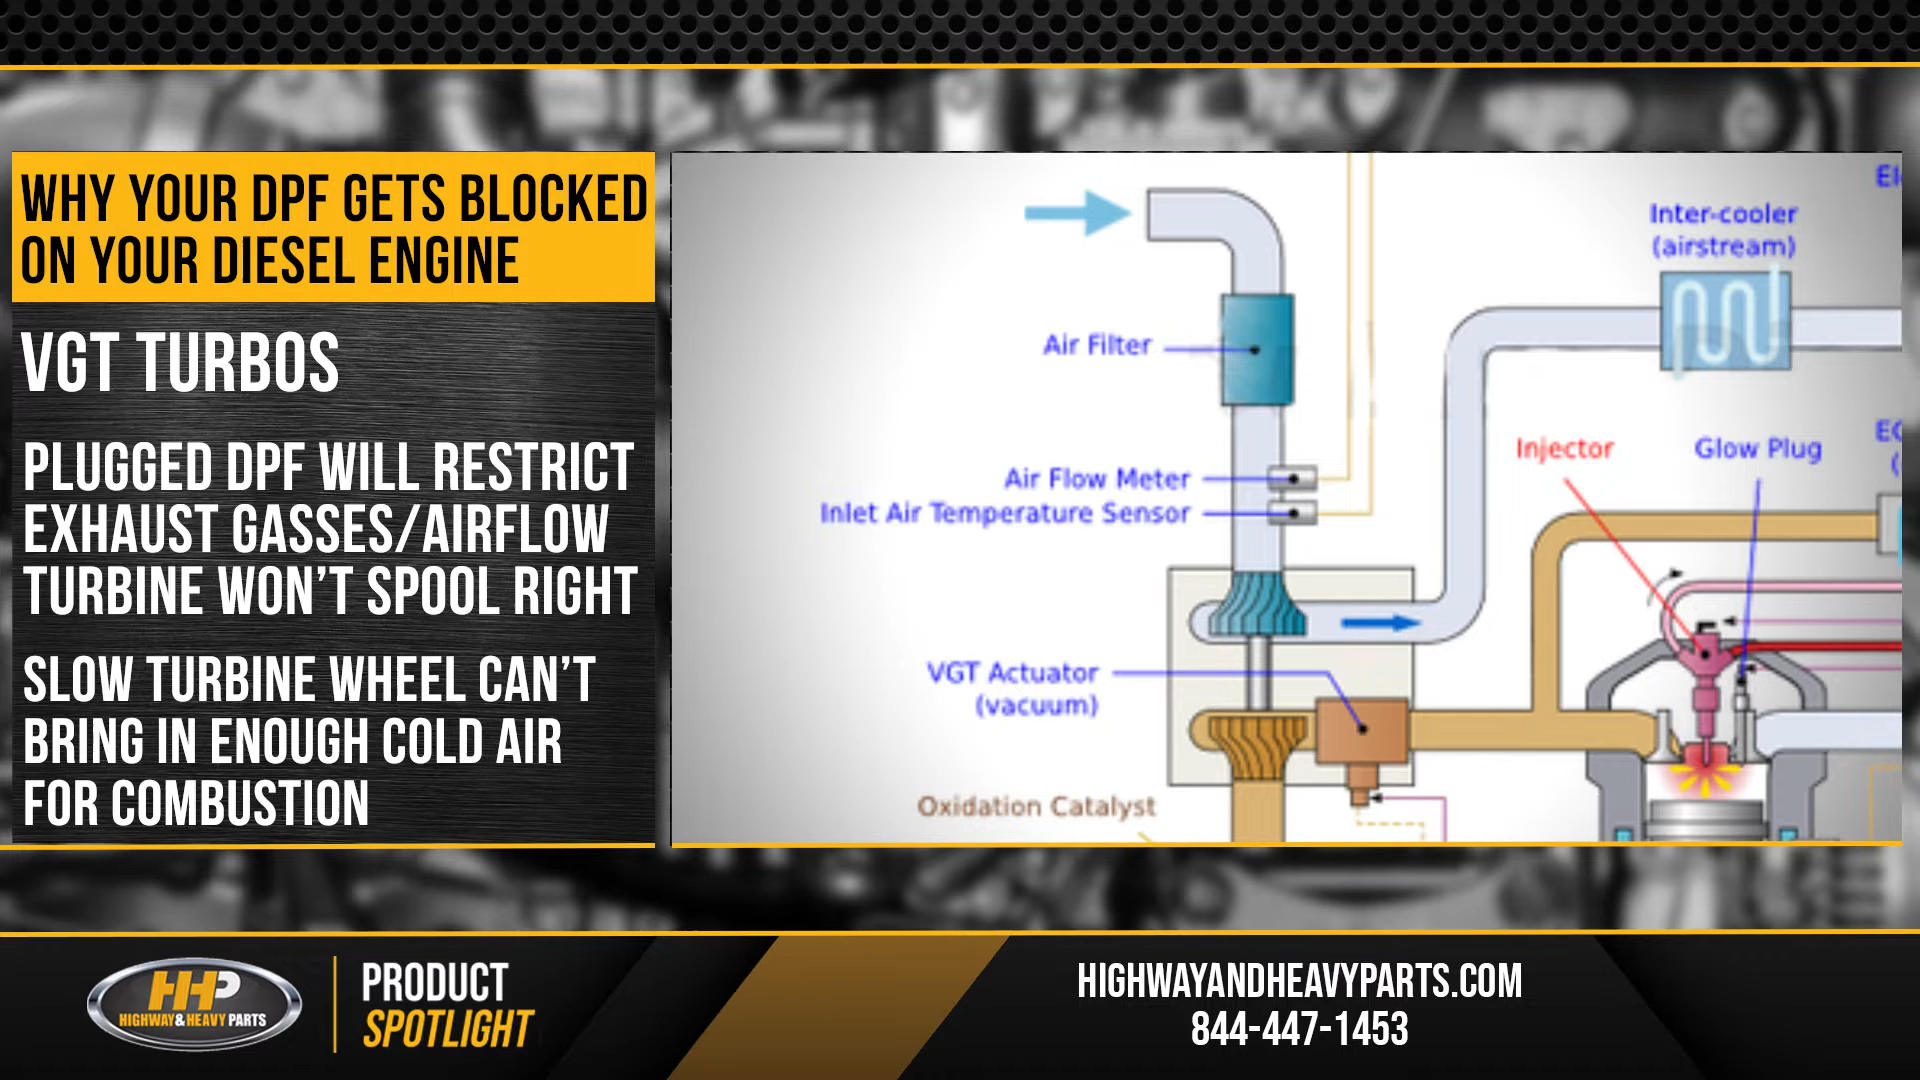 WHY YOUR DPF GETS BLOCKED
ON YOUR DIESEL ENGINE
VGT TURBOS
PLUGGED DPF WILL RESTRICT
EXHAUST GASSES/AIRFLOW
TURBINE WON'T SPOOL RIGHT
SLOW TURBINE WHEEL CAN'T
BRING IN ENOUGH COLD AIR
FOR COMBUSTION
Inter-cooler
(airstream)
Air Filter
Injector
Glow Plug
Air Flow Meter
Inlet Air Temperature Sensor
VGT Actuator
(vacuum)
Oxidation Catalyst
HHP
HIGHWAY & HEAVY PARTS
PRODUCT
SPOTLIGHT
HIGHWAYANDHEAVYPARTS.COM
844-447-1453